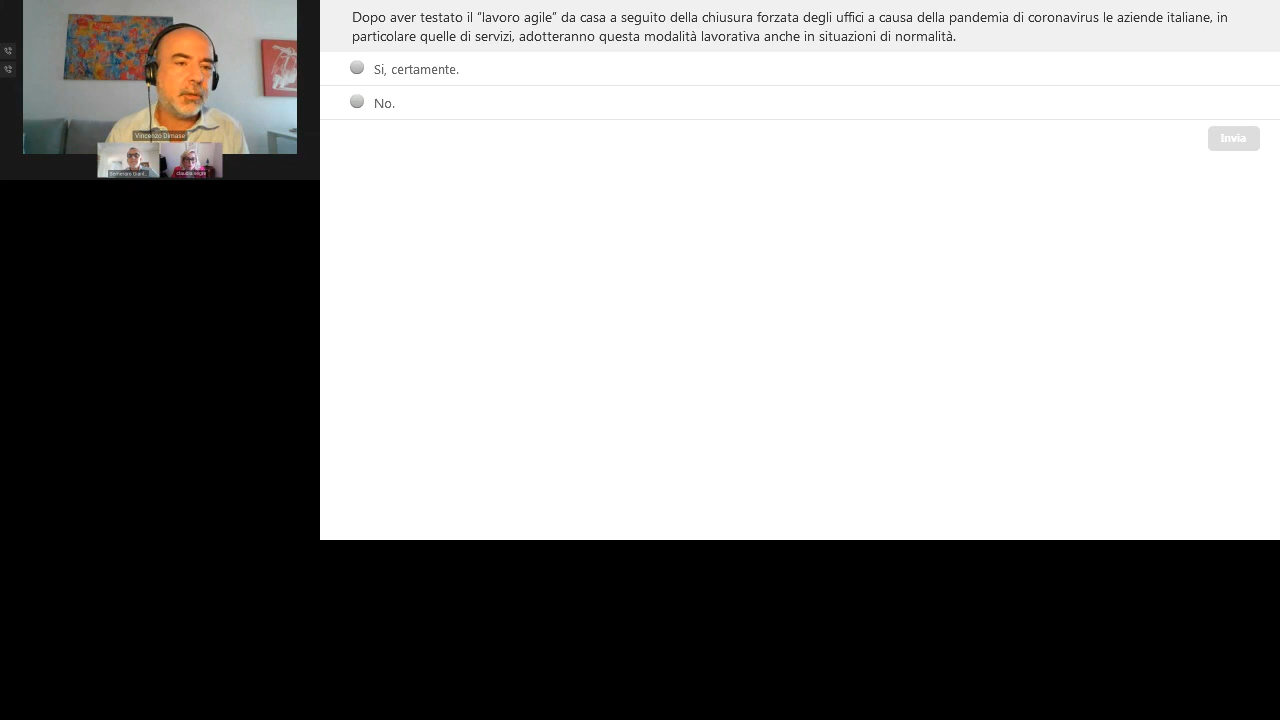 Dopo aver testato il "lavoro agile" da casa a seguito della chiusura forzata degli uffici a causa della pandemia di coronavirus le aziende italiane, in
particolare quelle di servizi, adotteranno questa modalità lavorativa anche in situazioni di normalità.
Si, certamente.
No.
Invia
Vincenzo Dimase